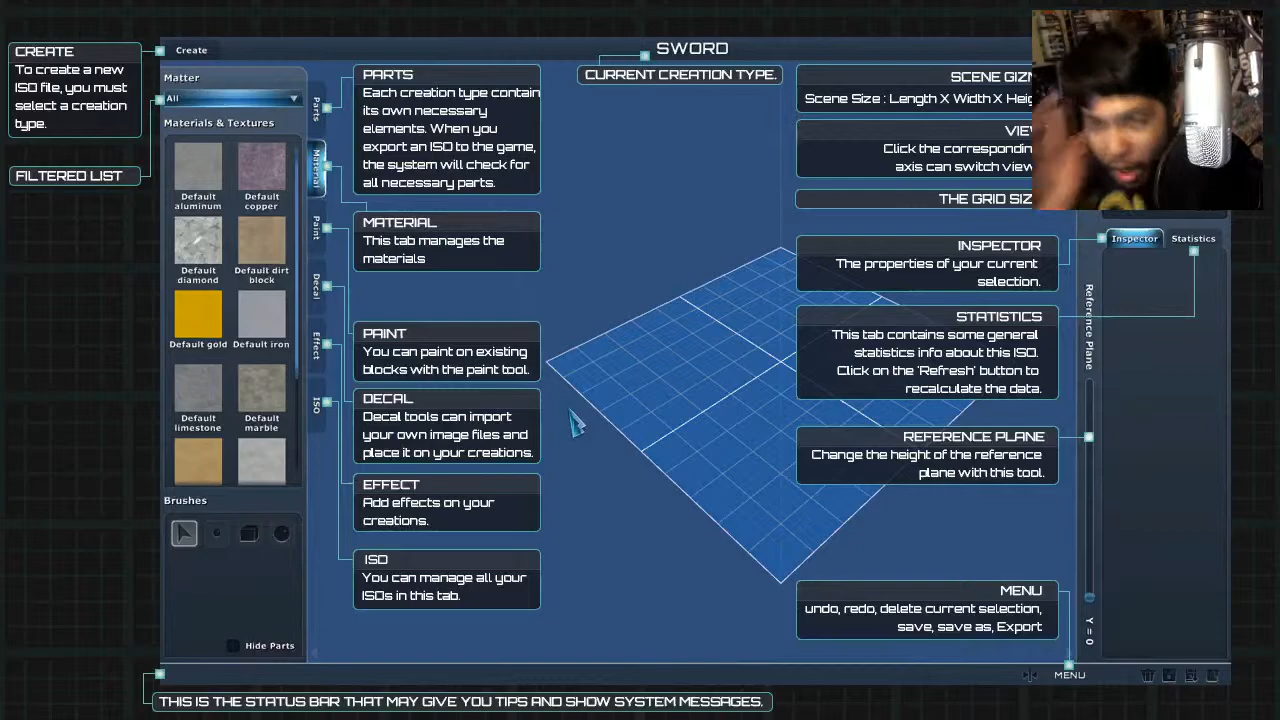 CREATE
To create a new
ISO file, you must
select a creation
type.
FILTERED LIST
Create
Matter
All
Materials & Textures
Default
aluminum
Default
copper
Default
diamond
Default dirt
block
Default gold
Default iron
Default
limestone
Default
marble
Brushes
Hide Parts
Parts
Material
Paint
Decal
Effect
ISO
PARTS
Each creation type contain
its own necessary
elements. When you
export an ISO to the game,
the system will check for
all necessary parts.
MATERIAL
This tab manages the
materials
PAINT
You can paint on existing
blocks with the paint tool.
DECAL
Decal tools can import
your own image files and
place it on your creations.
EFFECT
Add effects on your
creations.
ISO
You can manage all your
ISOs in this tab.
SWORD
CURRENT CREATION TYPE.
SCENE
Scene Size : Length X Width X
Click the corresponding
axis can switch
THE GRID
INSPECTOR
The properties of your current
selection.
STATISTICS
This tab contains some general
statistics info about this ISO.
Click on the 'Refresh' button to
recalculate the data.
REFERENCE PLANE
Change the height of the reference
plane with this tool.
MENU
undo, redo, delete current selection,
save, save as, Export
Inspector
Statistics
Reference Plane
Y = 0
MENU
THIS IS THE STATUS BAR THAT MAY GIVE YOU TIPS AND SHOW SYSTEM MESSAGES.